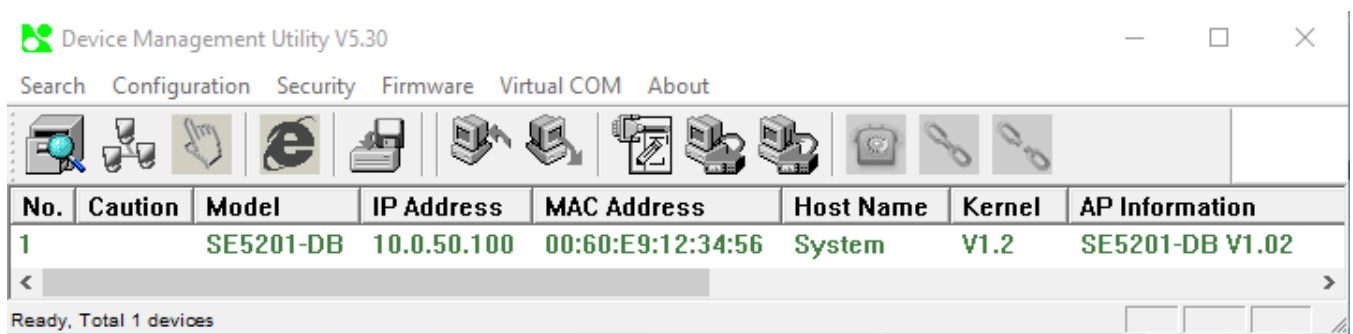 Device Management Utility V5.30
Search Configuration Security Firmware Virtual COM About
No. Caution Model IP Address MAC Address Host Name Kernel AP Information
1 SE5201-DB 10.0.50.100 00:60:E9:12:34:56 System V1.2 SE5201-DB V1.02
Ready, Total 1 devices